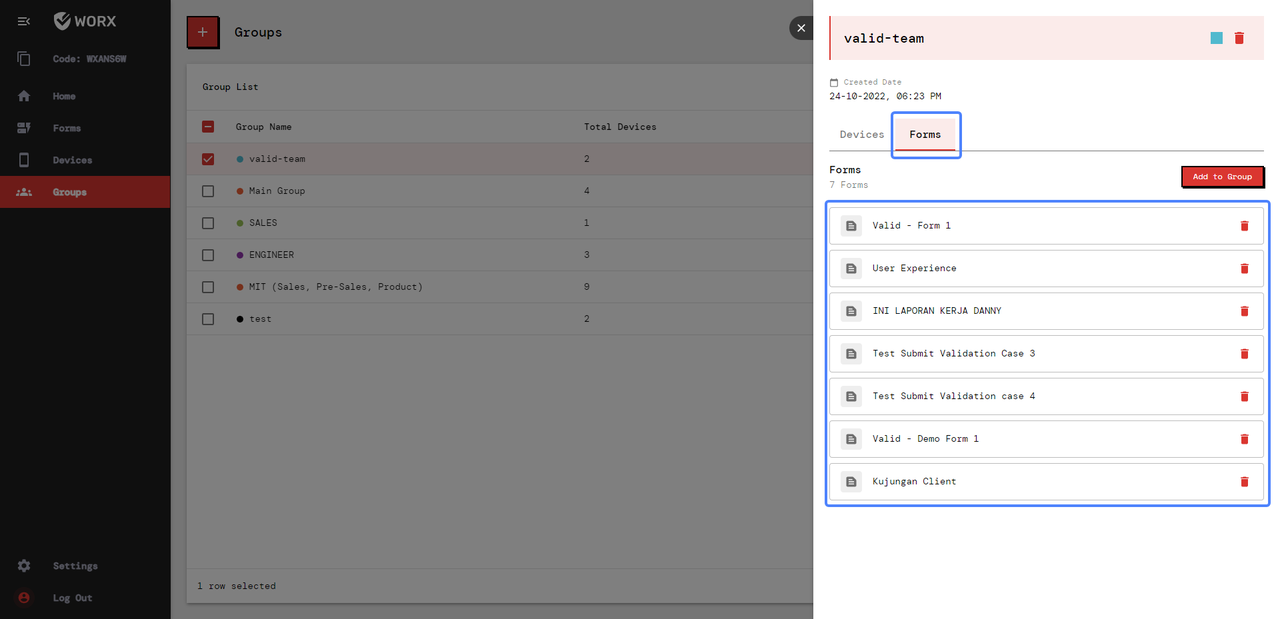 WORX
Code: WXANS6W
Home
Forms
Devices
Groups
Settings
Log Out
+ Groups
Group List
Group Name Total Devices
valid-team 2
Main Group 4
SALES 1
ENGINEER 3
MIT (Sales, Pre-Sales, Product) 9
test 2
1 row selected
valid-team
Created Date
24-10-2022, 06:23 PM
Devices Forms
Forms
7 Forms
Add to Group
Valid - Form 1
User Experience
INI LAPORAN KERJA DANNY
Test Submit Validation Case 3
Test Submit Validation case 4
Valid - Demo Form 1
Kujungan Client